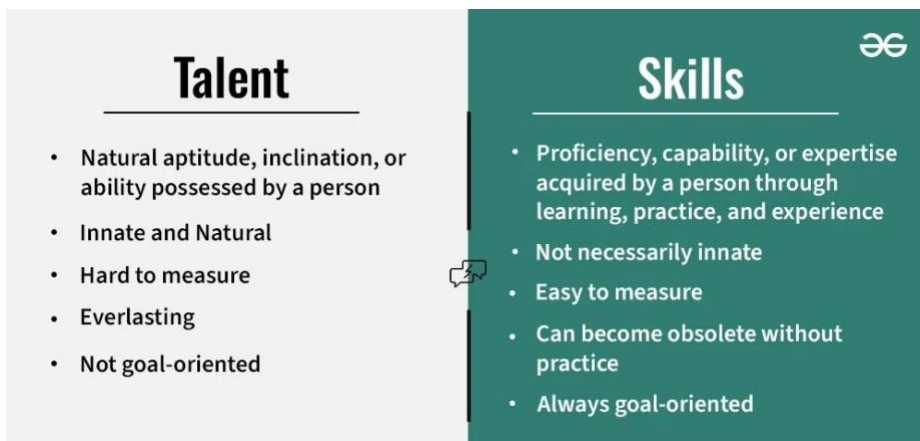 Talent
• Natural aptitude, inclination, or
ability possessed by a person
• Innate and Natural
• Hard to measure
• Everlasting
• Not goal-oriented
Skills
• Proficiency, capability, or expertise
acquired by a person through
learning, practice, and experience
• Not necessarily innate
• Easy to measure
• Can become obsolete without
practice
• Always goal-oriented